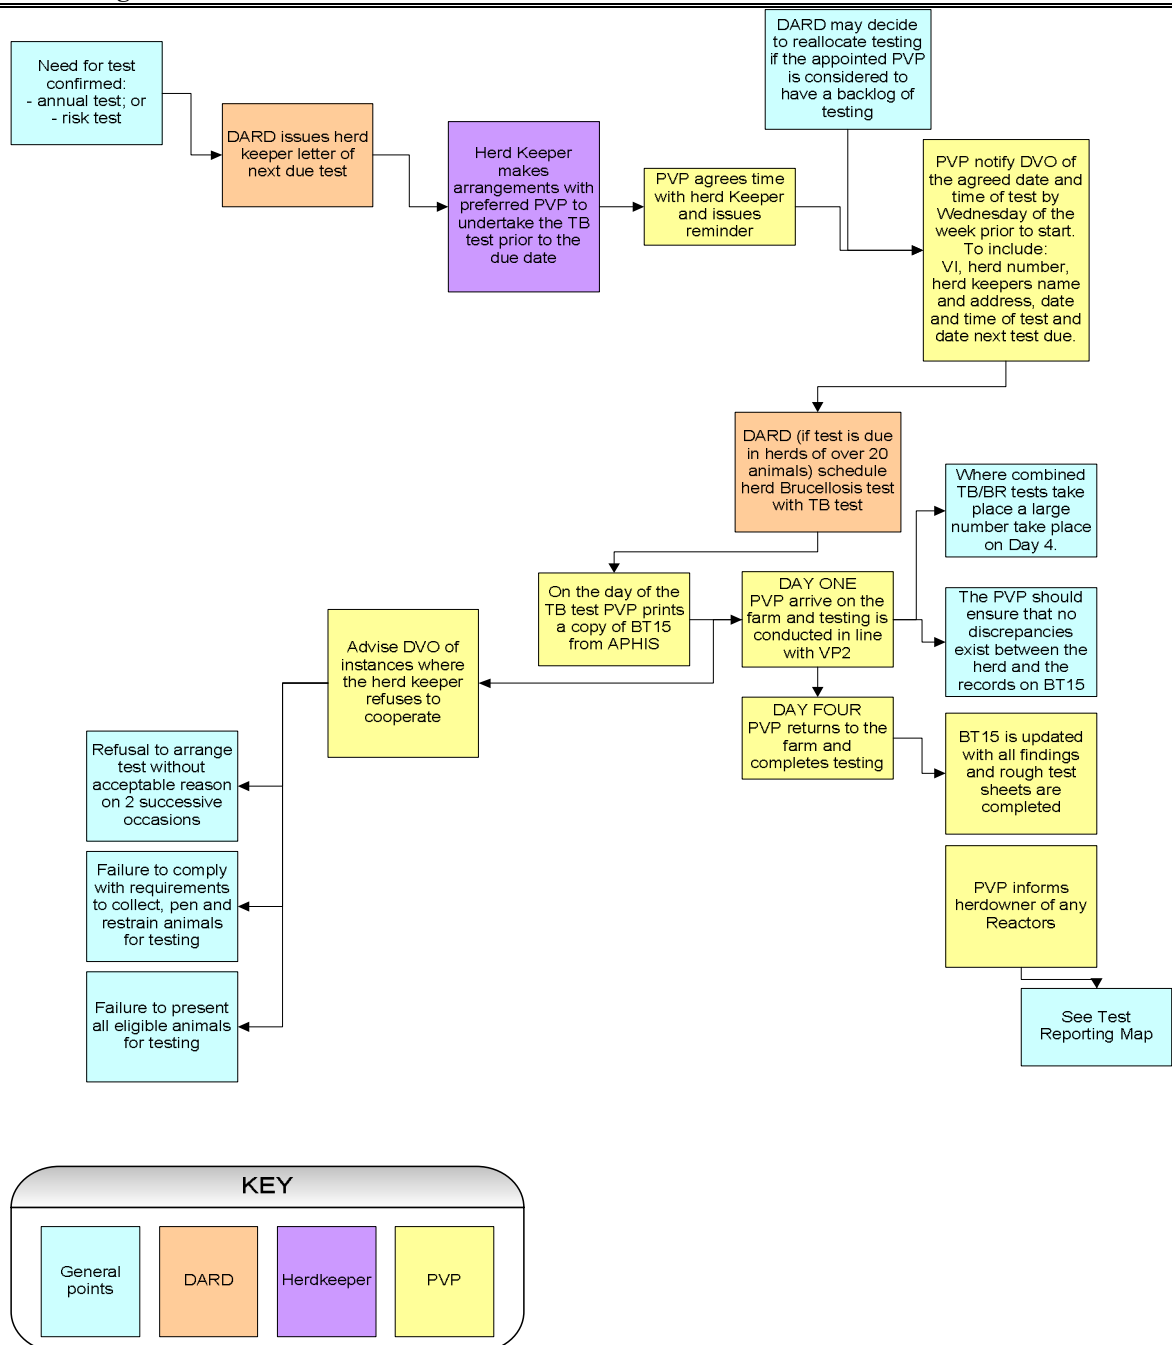 Need for test
confirmed:
- annual test; or
- risk test
DARD issues herd
keeper letter of
next due test
Herd Keeper
makes
arrangements with
preferred PVP to
undertake the TB
test prior to the
due date
PVP agrees time
with herd Keeper
and issues
reminder
DARD may decide
to reallocate testing
if the appointed PVP
is considered to
have a backlog of
testing
PVP notify DVO of
the agreed date and
time of test by
Wednesday of the
week prior to start.
To include:
VI, herd number,
herd keepers name
and address, date
and time of test and
date next test due.
DARD (if test is due
in herds of over 20
animals) schedule
herd Brucellosis test
with TB test
Where combined
TB/BR tests take
place a large
number take place
on Day 4.
On the day of the
TB test PVP prints
a copy of BT15
from APHIS
DAY ONE
PVP arrive on the
farm and testing is
conducted in line
with VP2
The PVP should
ensure that no
discrepancies
exist between the
herd and the
records on BT15
Advise DVO of
instances where
the herd keeper
refuses to
cooperate
DAY FOUR
PVP returns to the
farm and
completes testing
BT15 is updated
with all findings
and rough test
sheets are
completed
Refusal to arrange
test without
acceptable reason
on 2 successive
occasions
Failure to comply
with requirements
to collect, pen and
restrain animals
for testing
Failure to present
all eligible animals
for testing
PVP informs
herdowner of any
Reactors
See Test
Reporting Map
KEY
General
points
DARD
Herdkeeper
PVP